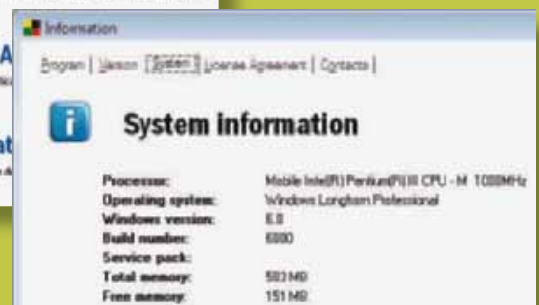 Information
Program | Version | System | License Agreement | Contacts |
System information
Processor: Mobile Intel(R) Pentium(R) III CPU - M 1000MHz
Operating system: Windows Longhorn Professional
Windows version: 6.0
Build number: 6000
Service pack:
Total memory: 503 MB
Free memory: 151 MB